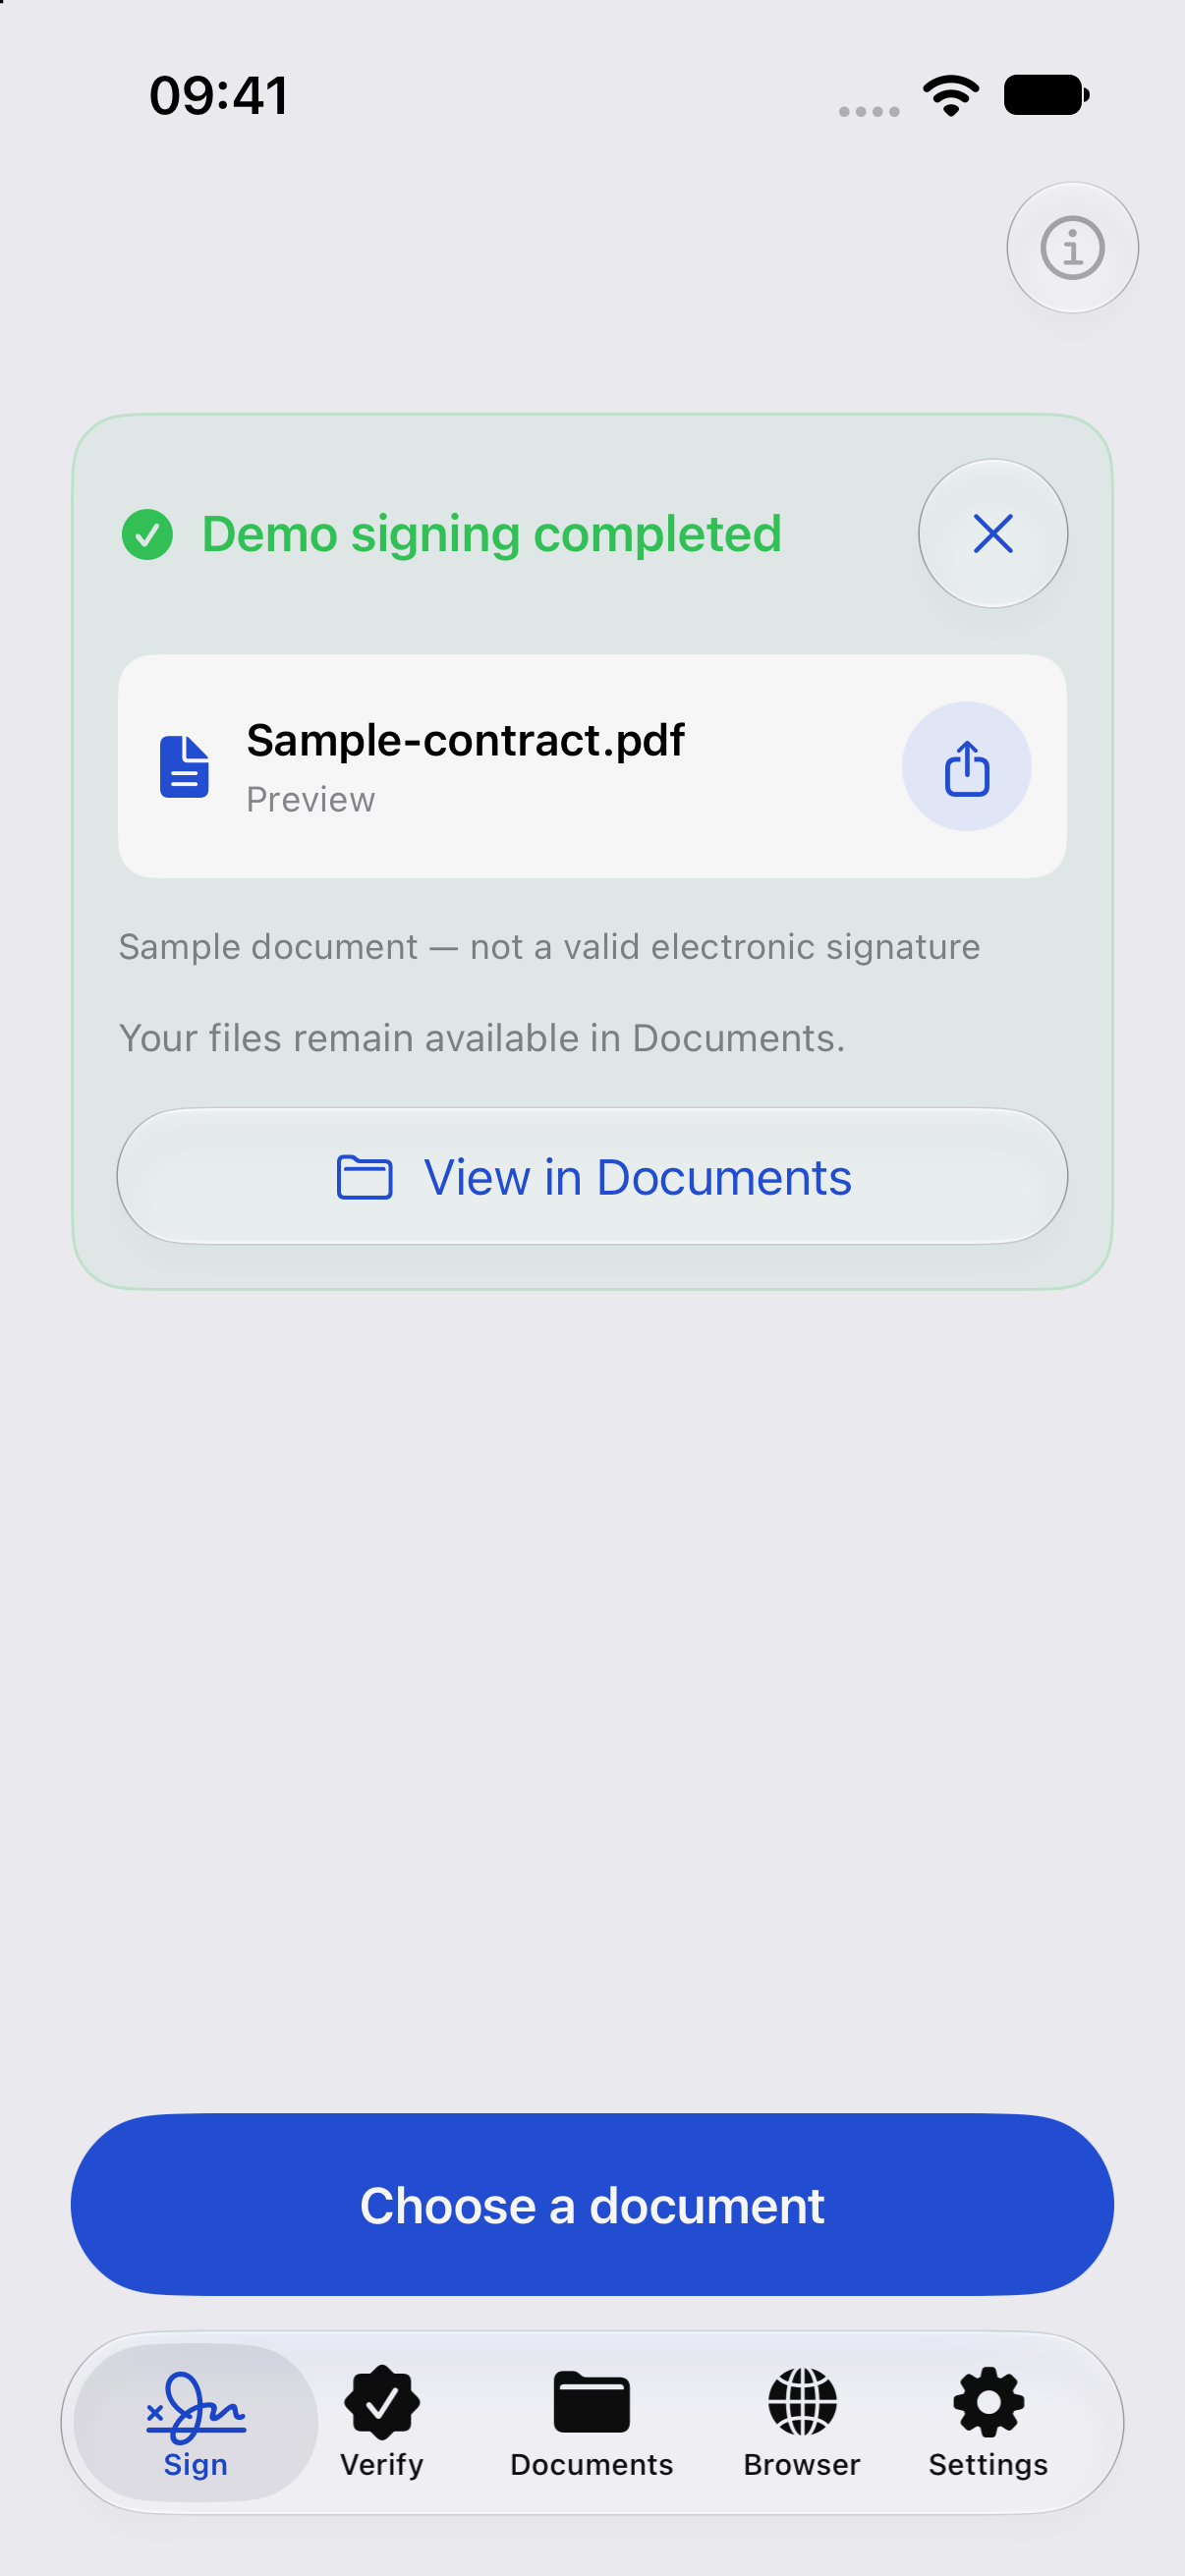 09:41
Demo signing completed
Sample-contract.pdf
Preview
Sample document — not a valid electronic signature
Your files remain available in Documents.
View in Documents
Choose a document
Sign
Verify
Documents
Browser
Settings